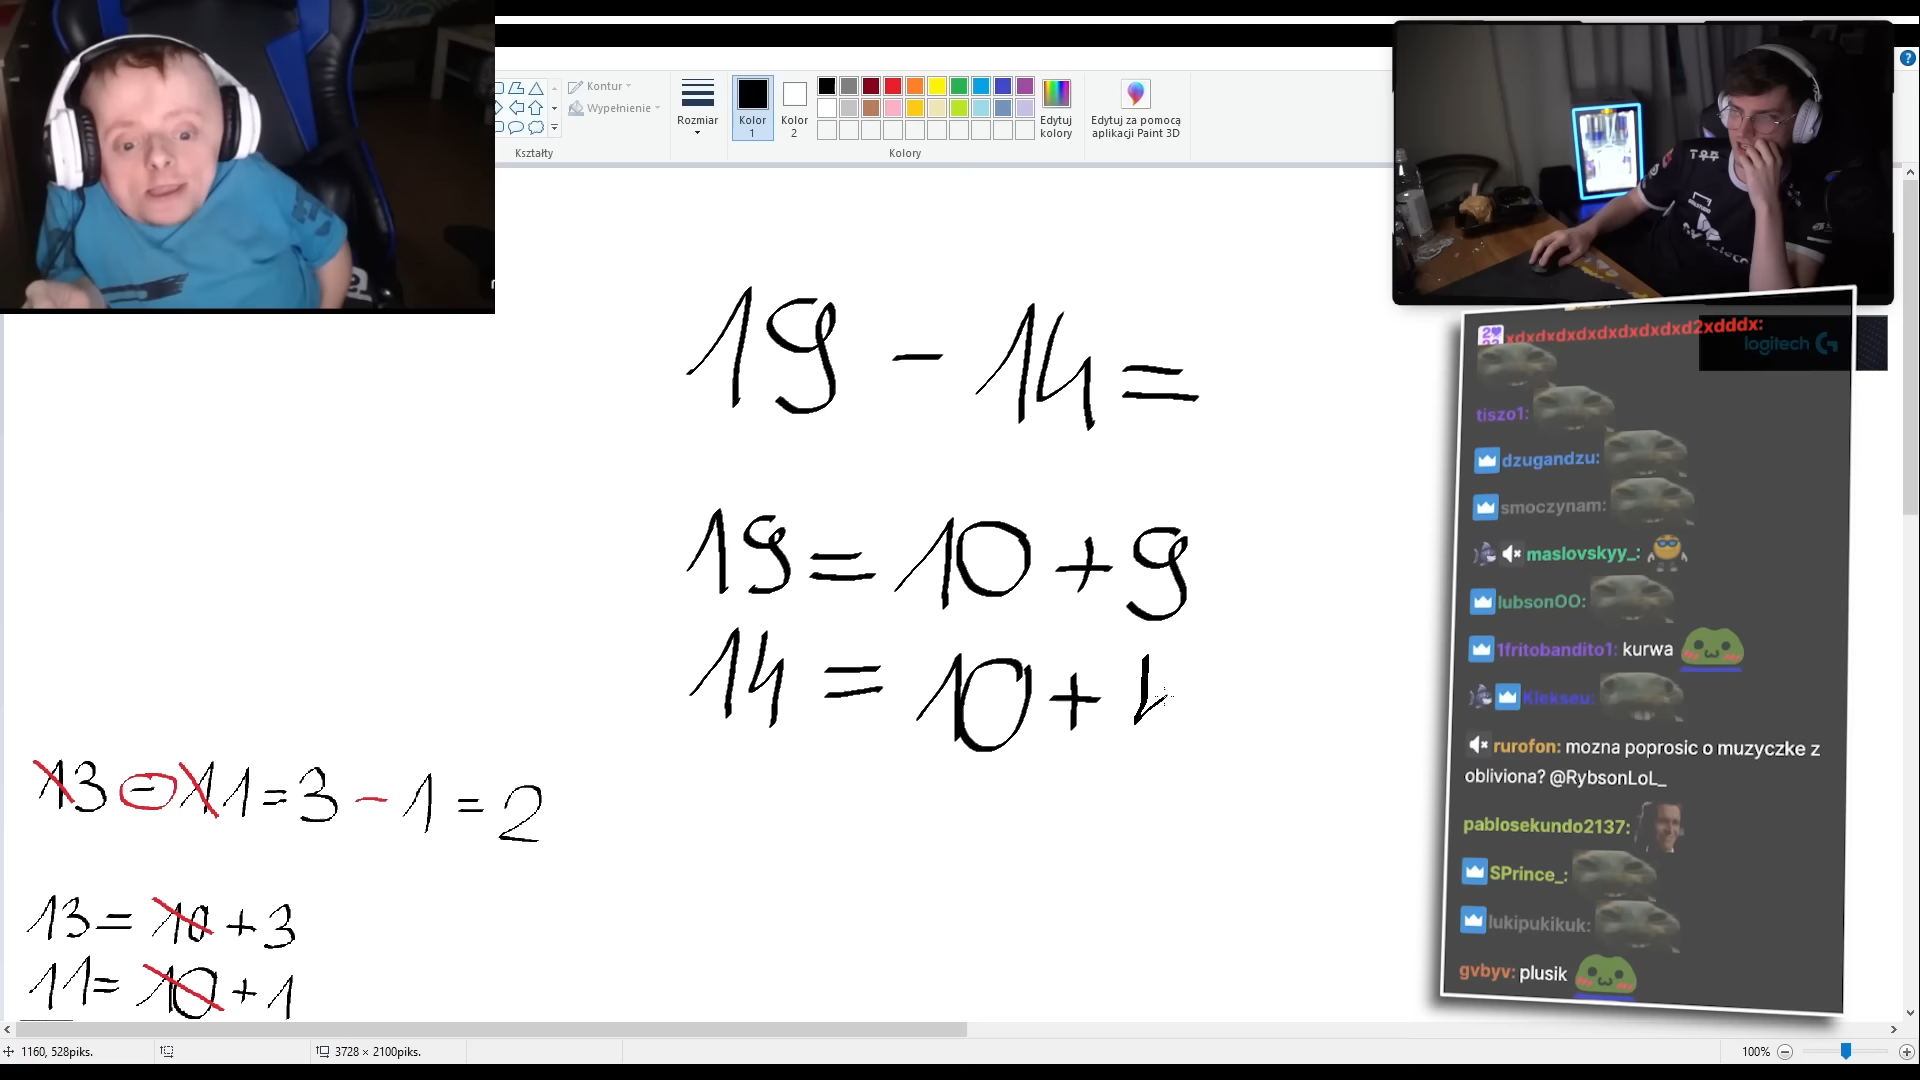 Kontur
Wypełnienie
Kształty
Rozmiar
Kolor 1
Kolor 2
Kolory
Edytuj kolory
Edytuj za pomocą aplikacji Paint 3D
19 - 14 =
19 = 10 + 9
14 = 10 +
13 - 11 = 3 - 1 = 2
13 = 10 + 3
11 = 10 + 1
xdxdxdxdxdxdxdxdxd2xdddx:
logitech G
tiszo1:
dzugandzu:
smoczynam:
maslovskyy_:
lubsonOO:
1fritobandito1: kurwa
Klekseu:
rurofon: mozna poprosic o muzyczke z
obliviona? @RybsonLoL_
pablosekundo2137:
SPrince_:
lukipukikuk:
gvbyv: plusik
1160, 528piks.
3728 × 2100piks.
100%